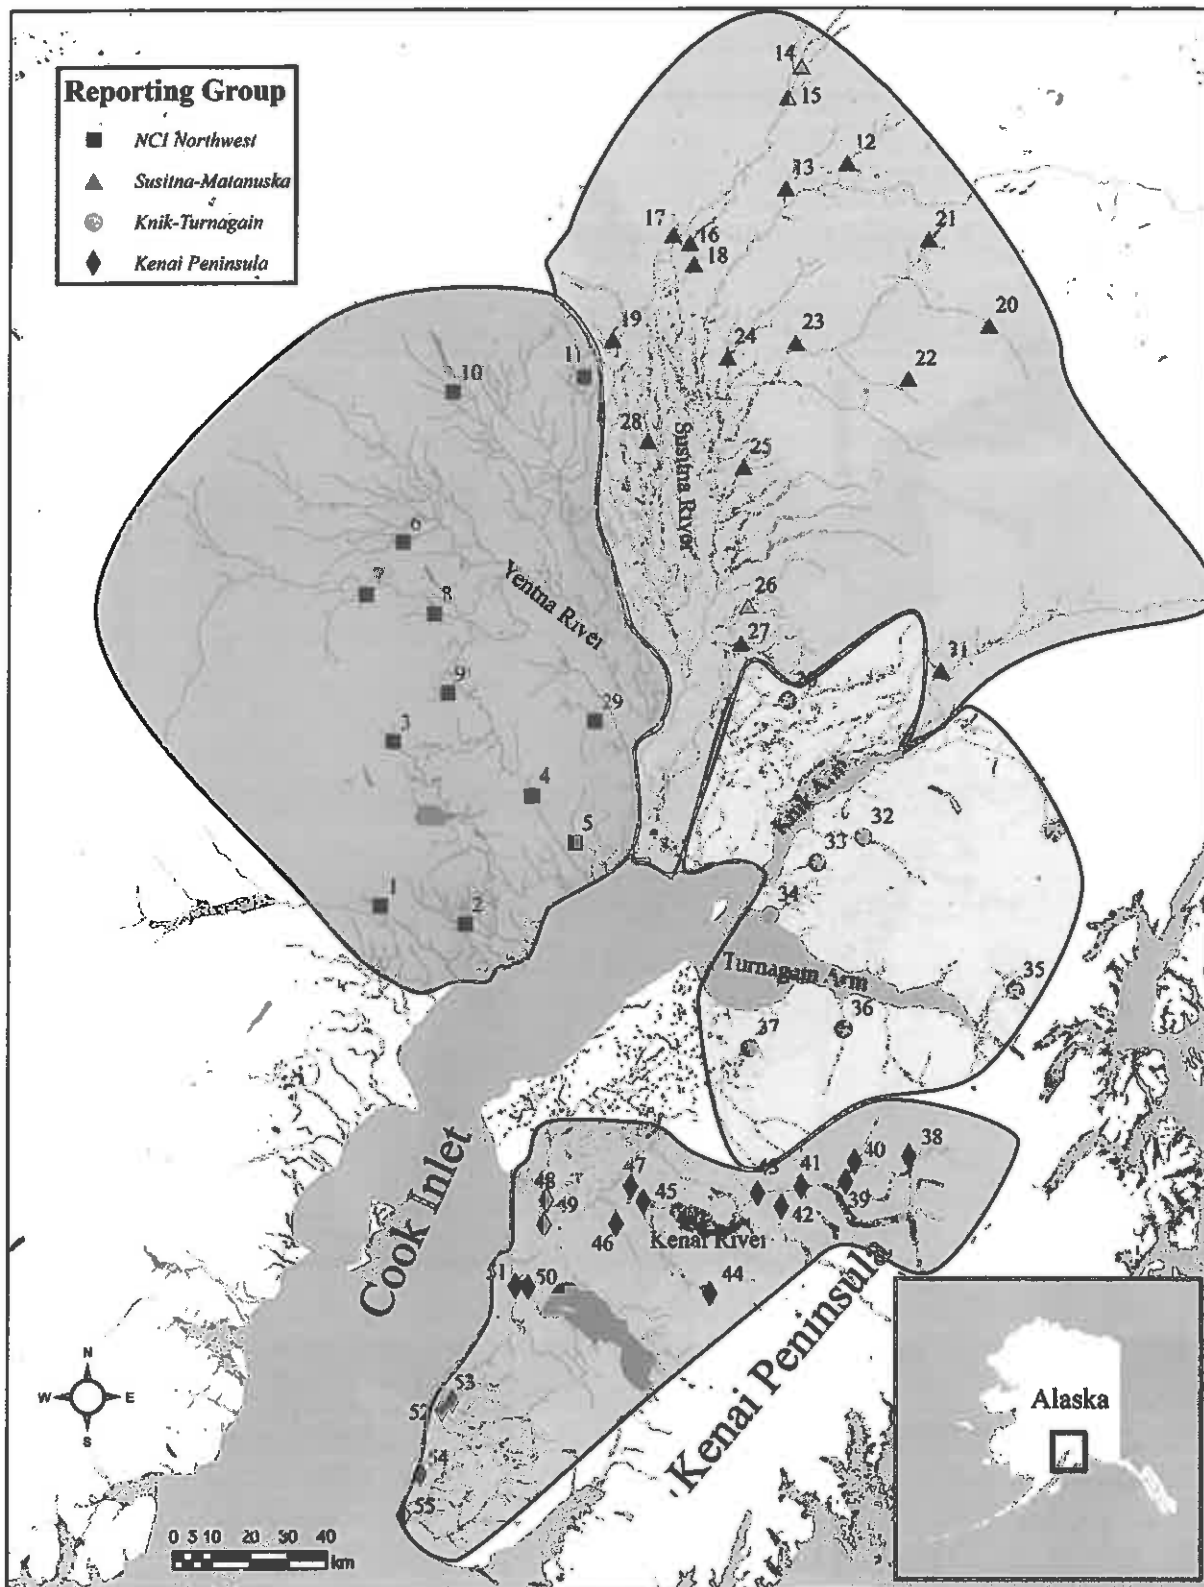 Reporting Group
NCI Northwest
Susitna-Matanuska
Knik-Turnagain
Kenai Peninsula
14
15
12
13
17
16
18
21
20
19
24
23
22
11
10
28
Susitna River
25
6
7
8
Yentna River
26
27
31
9
29
30
3
4
5
Knik Arm
32
33
34
1
2
Turnagain Arm
35
36
37
38
40
41
39
42
43
47
45
48
49
46
Kenai River
44
51
50
Cook Inlet
Kenai Peninsula
53
52
54
55
N
W
E
S
0 5 10 20 30 40
km
Alaska